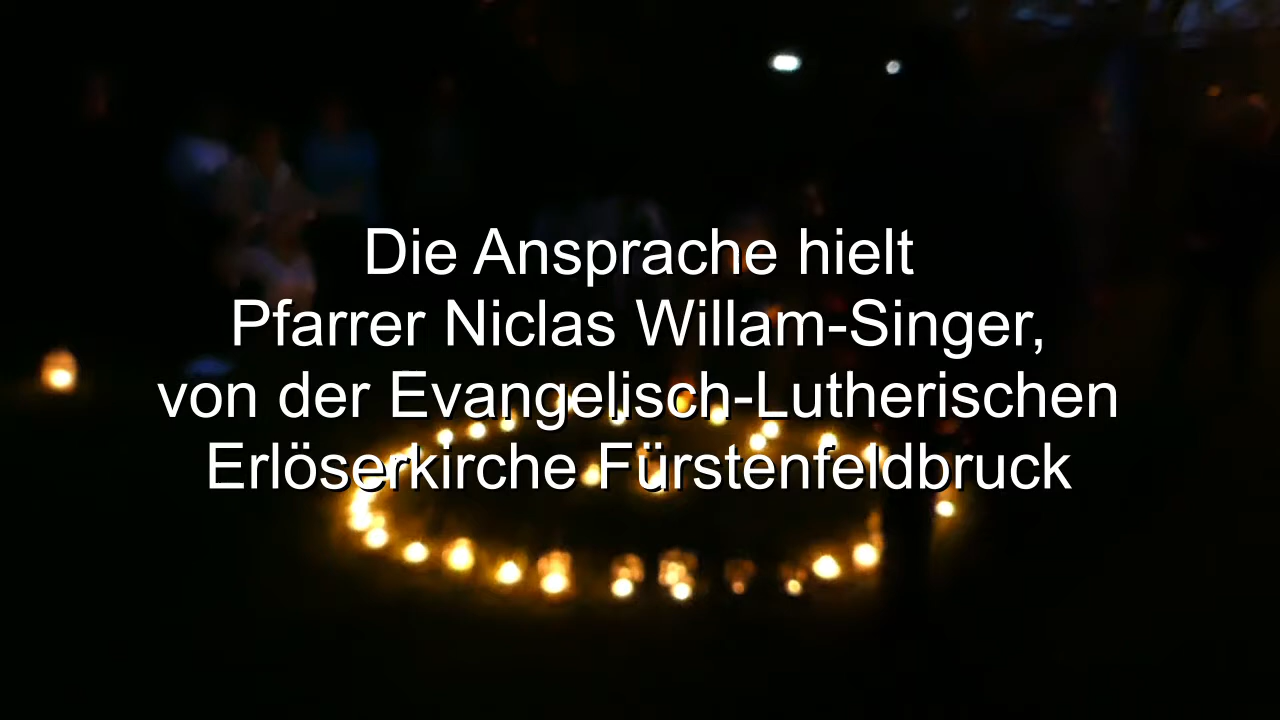 Die Ansprache hielt
Pfarrer Niclas Willam-Singer,
von der Evangelisch-Lutherischen
Erlöserkirche Fürstenfeldbruck